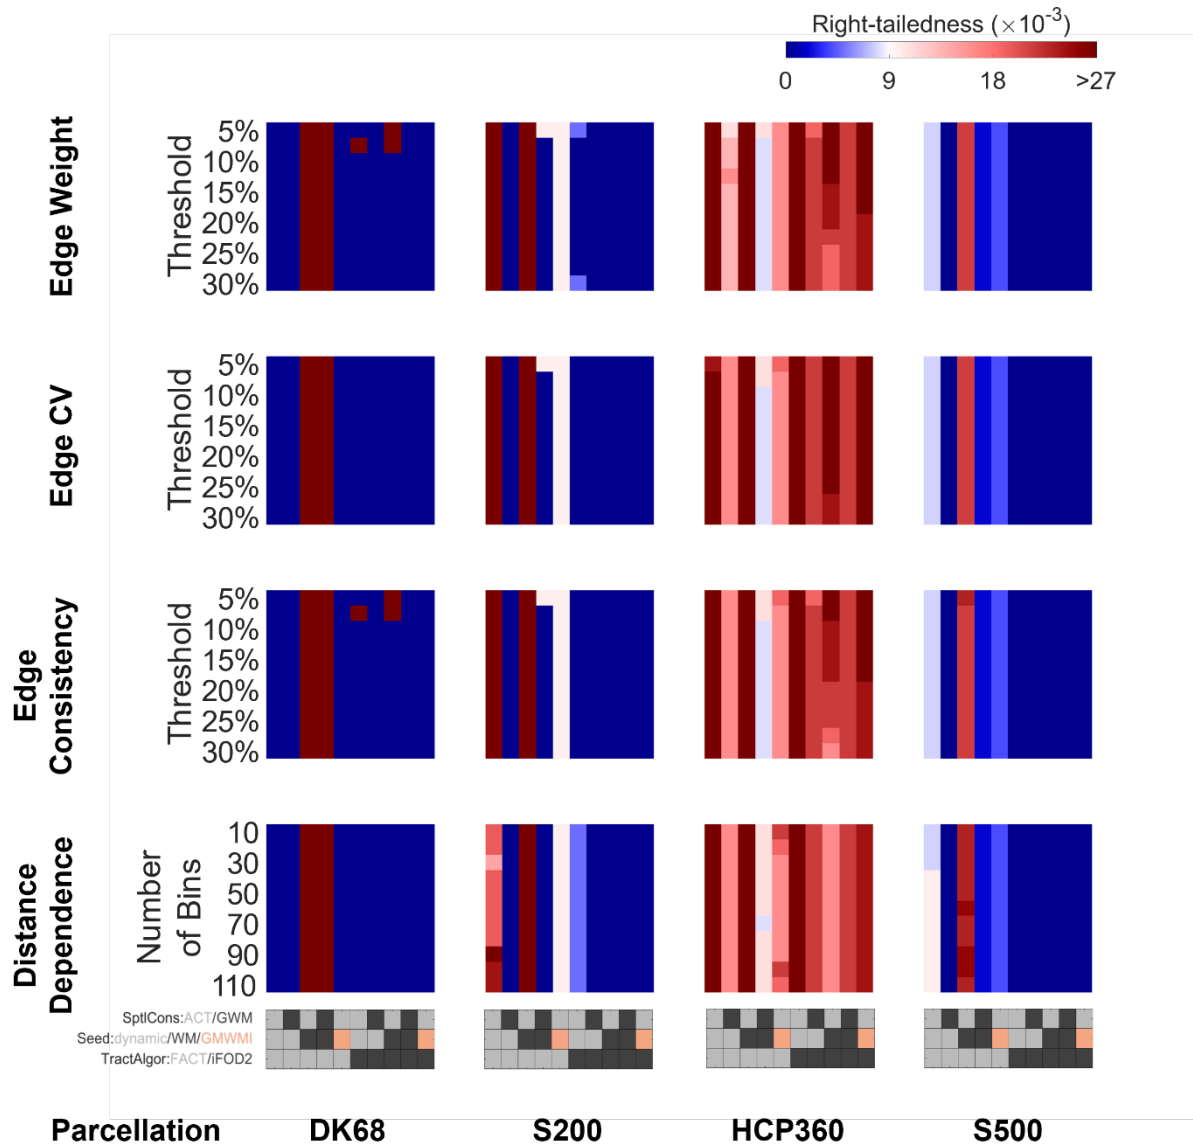 Right-tailedness (×10⁻³)
0 9 18 >27
Edge Weight
Threshold
5%
10%
15%
20%
25%
30%
Edge CV
Threshold
5%
10%
15%
20%
25%
30%
Edge
Consistency
Threshold
5%
10%
15%
20%
25%
30%
Distance
Dependence
Number
of Bins
10
30
50
70
90
110
SptlCons:ACT/GWM
Seed:dynamic/WM/GMWMI
TractAlgor:FACT/iFOD2
Parcellation DK68 S200 HCP360 S500